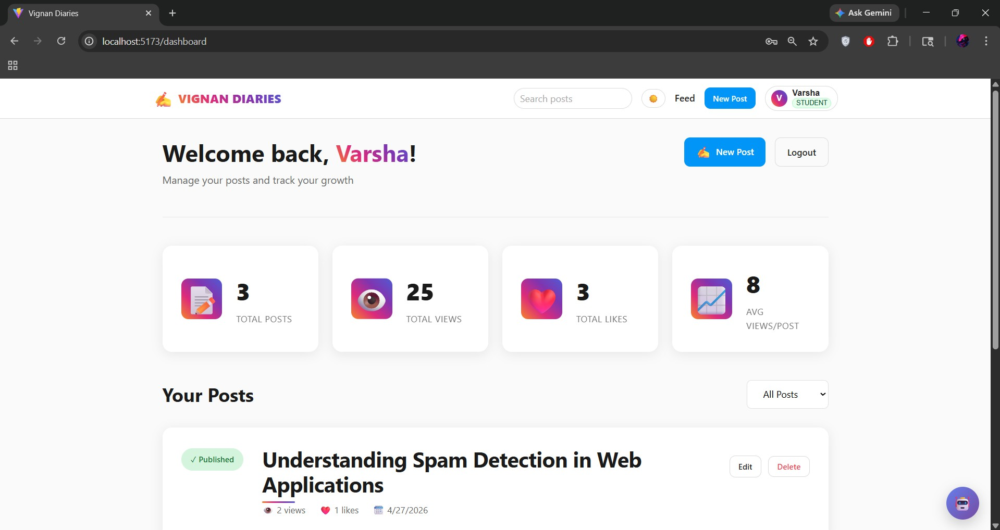 Vignan Diaries
Ask Gemini
localhost:5173/dashboard
VIGNAN DIARIES
Search posts
Feed
New Post
V
Varsha
STUDENT
Welcome back, Varsha!
Manage your posts and track your growth
New Post
Logout
3
TOTAL POSTS
25
TOTAL VIEWS
3
TOTAL LIKES
8
AVG
VIEWS/POST
Your Posts
All Posts
✓ Published
Understanding Spam Detection in Web
Applications
Edit
Delete
2 views
1 likes
4/27/2026